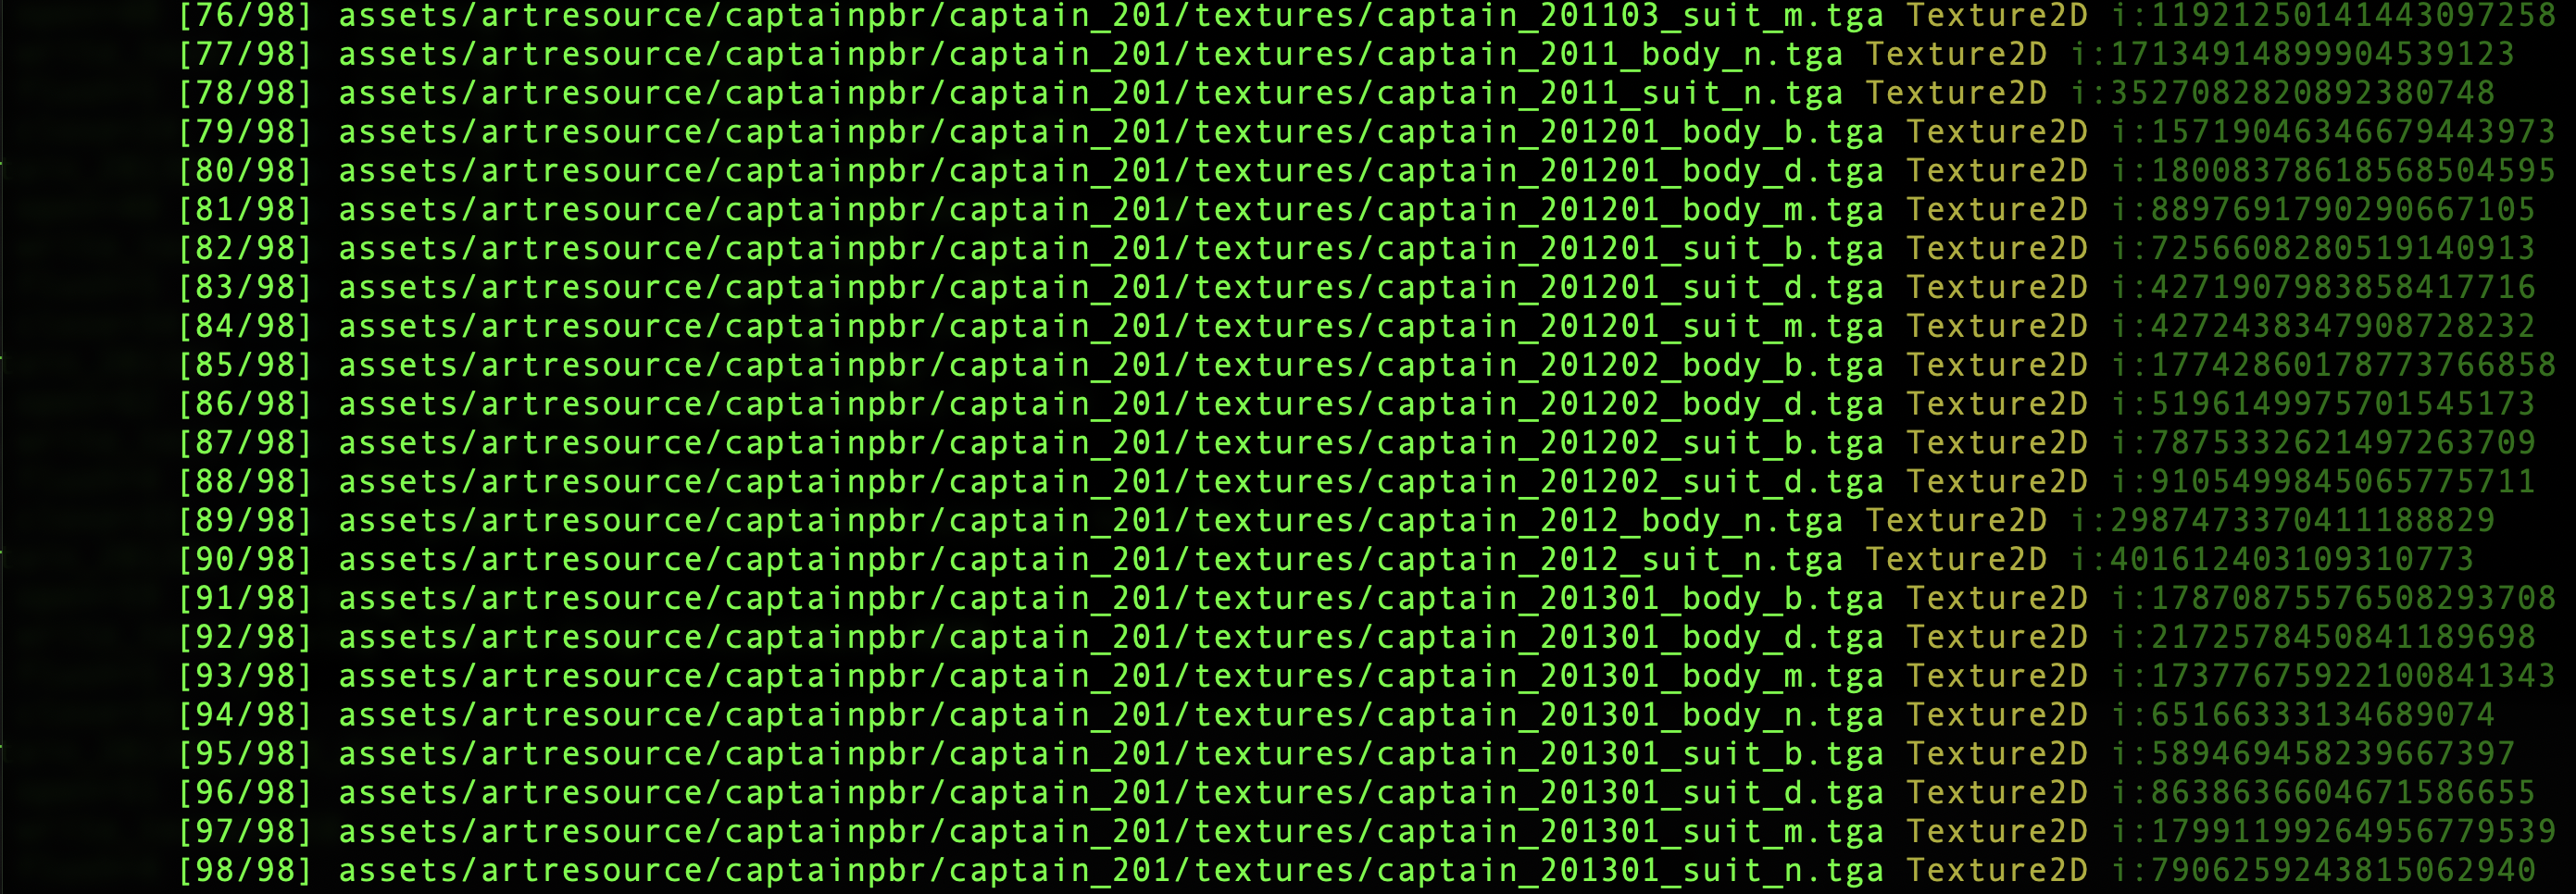 [76/98] assets/artresource/captainpbr/captain_201/textures/captain_201103_suit_m.tga Texture2D i:11921250141443097258
[77/98] assets/artresource/captainpbr/captain_201/textures/captain_2011_body_n.tga Texture2D i:17134914899904539123
[78/98] assets/artresource/captainpbr/captain_201/textures/captain_2011_suit_n.tga Texture2D i:3527082820892380748
[79/98] assets/artresource/captainpbr/captain_201/textures/captain_201201_body_b.tga Texture2D i:15719046346679443973
[80/98] assets/artresource/captainpbr/captain_201/textures/captain_201201_body_d.tga Texture2D i:18008378618568504595
[81/98] assets/artresource/captainpbr/captain_201/textures/captain_201201_body_m.tga Texture2D i:8897691790290667105
[82/98] assets/artresource/captainpbr/captain_201/textures/captain_201201_suit_b.tga Texture2D i:7256608280519140913
[83/98] assets/artresource/captainpbr/captain_201/textures/captain_201201_suit_d.tga Texture2D i:4271907983858417716
[84/98] assets/artresource/captainpbr/captain_201/textures/captain_201201_suit_m.tga Texture2D i:4272438347908728232
[85/98] assets/artresource/captainpbr/captain_201/textures/captain_201202_body_b.tga Texture2D i:17742860178773766858
[86/98] assets/artresource/captainpbr/captain_201/textures/captain_201202_body_d.tga Texture2D i:5196149975701545173
[87/98] assets/artresource/captainpbr/captain_201/textures/captain_201202_suit_b.tga Texture2D i:7875332621497263709
[88/98] assets/artresource/captainpbr/captain_201/textures/captain_201202_suit_d.tga Texture2D i:9105499845065775711
[89/98] assets/artresource/captainpbr/captain_201/textures/captain_2012_body_n.tga Texture2D i:2987473370411188829
[90/98] assets/artresource/captainpbr/captain_201/textures/captain_2012_suit_n.tga Texture2D i:401612403109310773
[91/98] assets/artresource/captainpbr/captain_201/textures/captain_201301_body_b.tga Texture2D i:17870875576508293708
[92/98] assets/artresource/captainpbr/captain_201/textures/captain_201301_body_d.tga Texture2D i:2172578450841189698
[93/98] assets/artresource/captainpbr/captain_201/textures/captain_201301_body_m.tga Texture2D i:17377675922100841343
[94/98] assets/artresource/captainpbr/captain_201/textures/captain_201301_body_n.tga Texture2D i:65166333134689074
[95/98] assets/artresource/captainpbr/captain_201/textures/captain_201301_suit_b.tga Texture2D i:589469458239667397
[96/98] assets/artresource/captainpbr/captain_201/textures/captain_201301_suit_d.tga Texture2D i:8638636604671586655
[97/98] assets/artresource/captainpbr/captain_201/textures/captain_201301_suit_m.tga Texture2D i:17991199264956779539
[98/98] assets/artresource/captainpbr/captain_201/textures/captain_201301_suit_n.tga Texture2D i:7906259243815062940